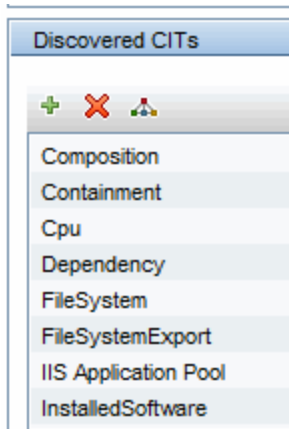 Discovered CITs
Composition
Containment
Cpu
Dependency
FileSystem
FileSystemExport
IIS Application Pool
InstalledSoftware